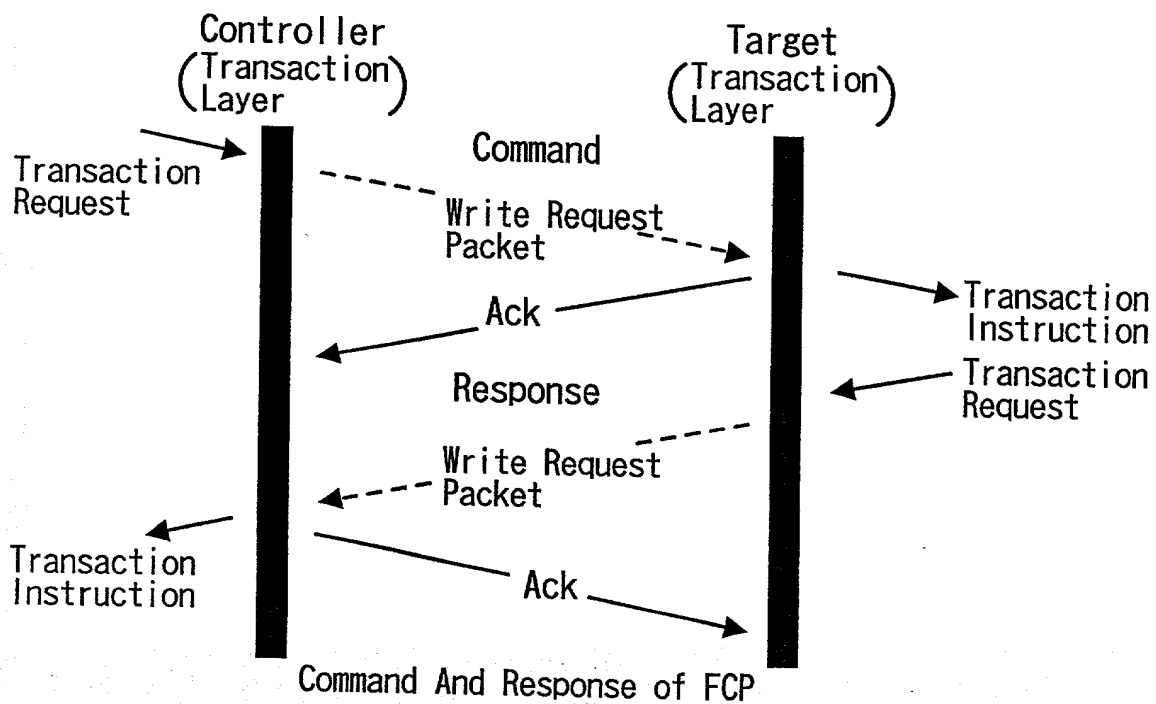 Controller
(Transaction
Layer)
Target
(Transaction
Layer)
Command
Transaction
Request
Write Request
Packet
Ack
Transaction
Instruction
Response
Transaction
Request
Write Request
Packet
Transaction
Instruction
Ack
Command And Response of FCP